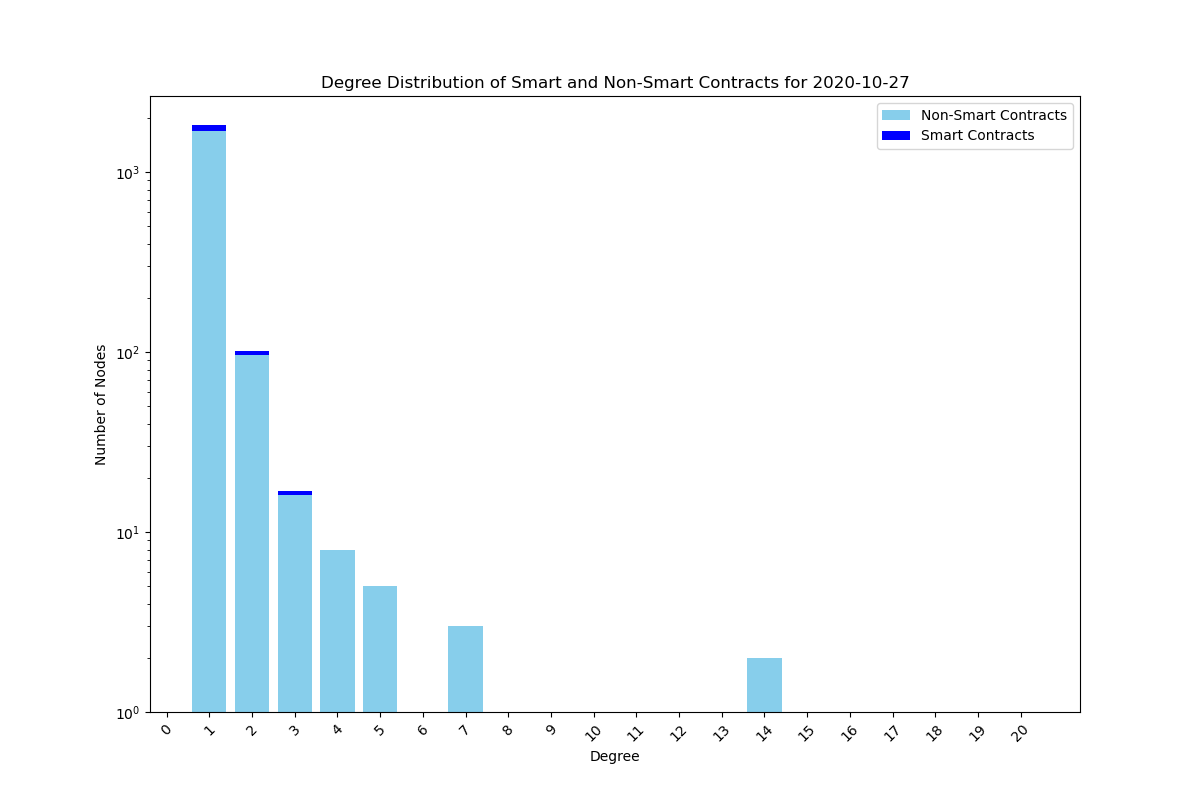 Degree Distribution of Smart and Non-Smart Contracts for 2020-10-27
Non-Smart Contracts
Smart Contracts
Number of Nodes
10³
10²
10¹
10⁰
0 1 2 3 4 5 6 7 8 9 10 11 12 13 14 15 16 17 18 19 20
Degree